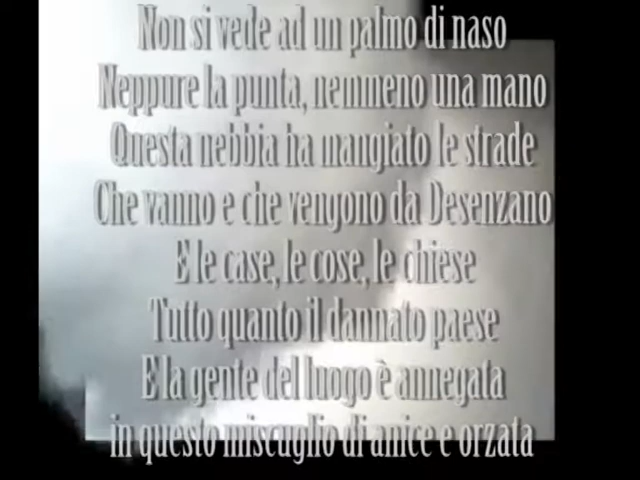 Non si vede ad un palmo di naso
Neppure la punta, nemmeno una mano
Questa nebbia ha mangiato le strade
Che vanno e che vengono da Desenzano
E le case, le cose, le chiese
Tutto quanto il dannato paese
E la gente del luogo è annegata
in questo miscuglio di anice e orzata